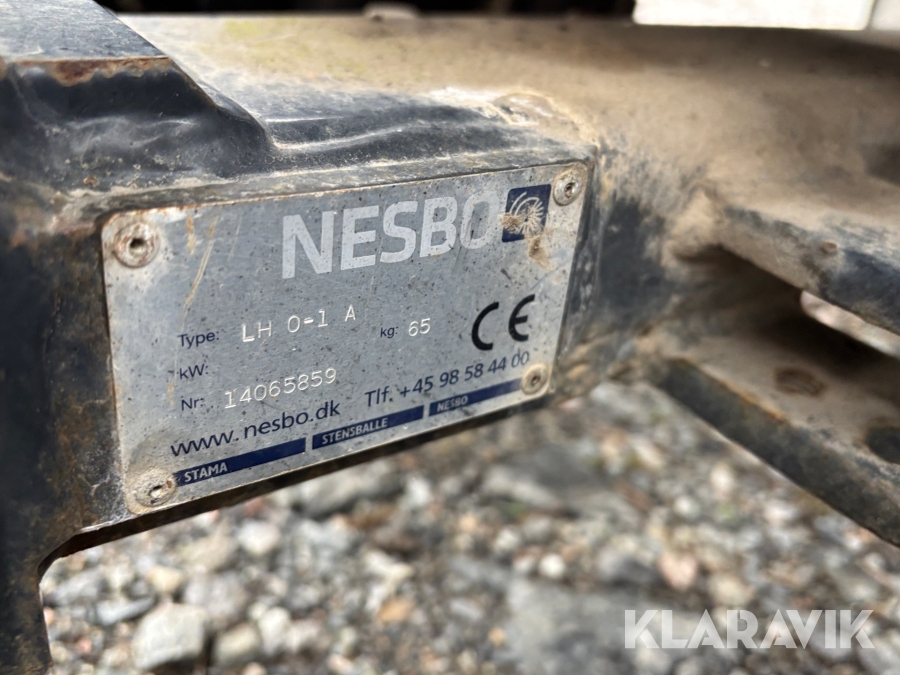 NESBO
Type: LH 0-1 A kg: 65
kW:
CE
Nr: 14065859
www.nesbo.dk Tlf. +45 98 58 44 00
STAMA STENSBALLE NESBO
KLARAVIK